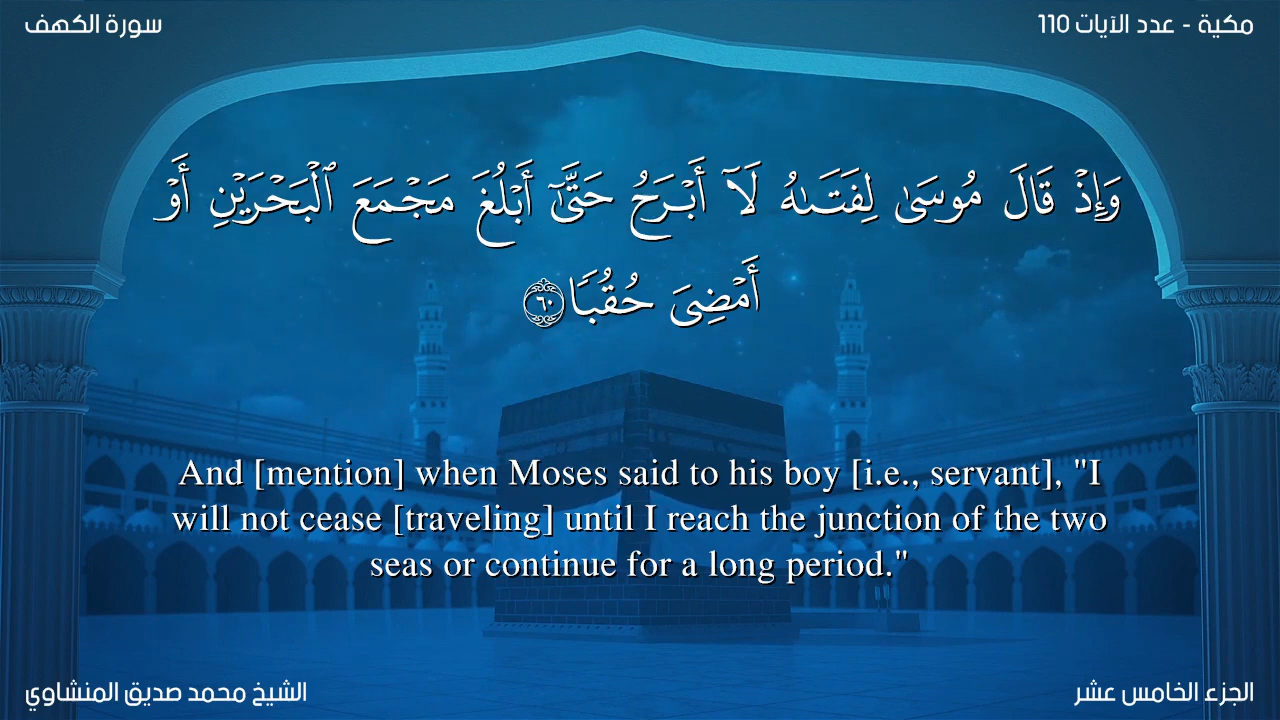 سورة الكهف
مكية - عدد الآيات 110
وَإِذْ قَالَ مُوسَىٰ لِفَتَىٰهُ لَآ أَبْرَحُ حَتَّىٰٓ أَبْلُغَ مَجْمَعَ ٱلْبَحْرَيْنِ أَوْ
أَمْضِىَ حُقُبًا ٦٠
And [mention] when Moses said to his boy [i.e., servant], "I
will not cease [traveling] until I reach the junction of the two
seas or continue for a long period."
الشيخ محمد صديق المنشاوي
الجزء الخامس عشر